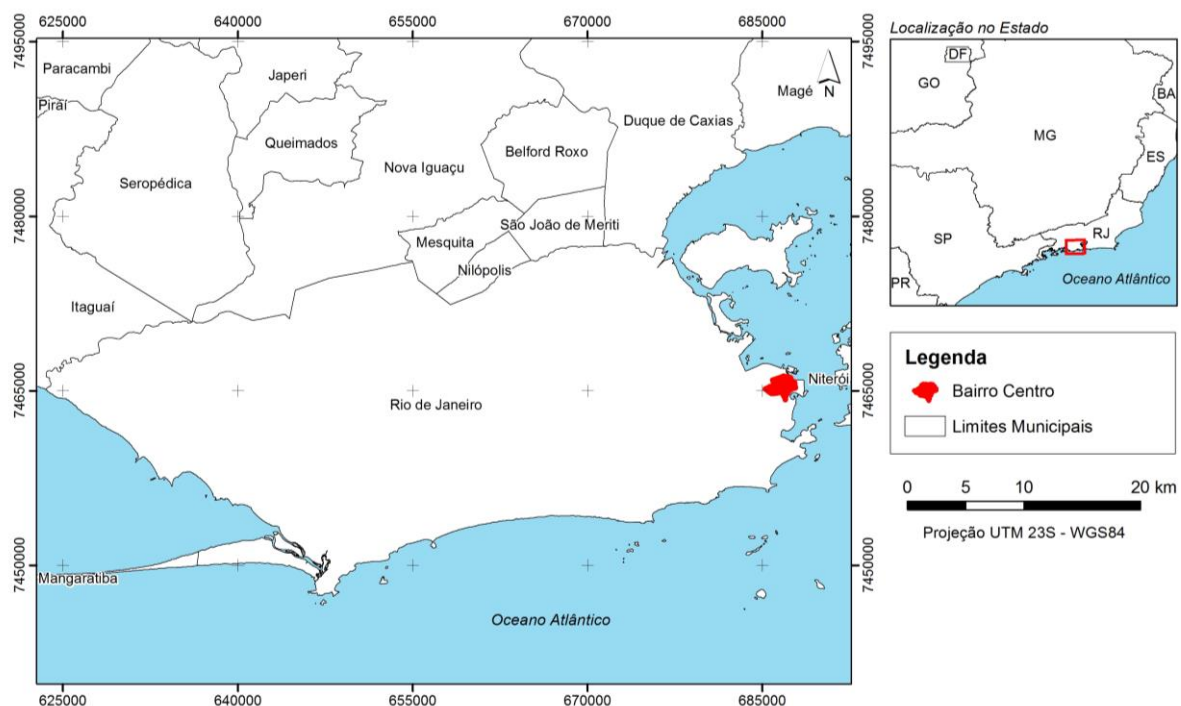 625000 640000 655000 670000 685000
7495000
7495000
Paracambi
Japeri
Magé
N
Piraí
Duque de Caxias
Queimados
Belford Roxo
Nova Iguaçu
Seropédica
7480000
7480000
São João de Meriti
Mesquita
Nilópolis
Itaguaí
Niterói
7465000
7465000
Rio de Janeiro
7450000
7450000
Mangaratiba
Oceano Atlântico
625000 640000 655000 670000 685000
Localização no Estado
DF
GO
BA
MG
ES
SP
RJ
PR
Oceano Atlântico
Legenda
Bairro Centro
Limites Municipais
0 5 10 20 km
Projeção UTM 23S - WGS84